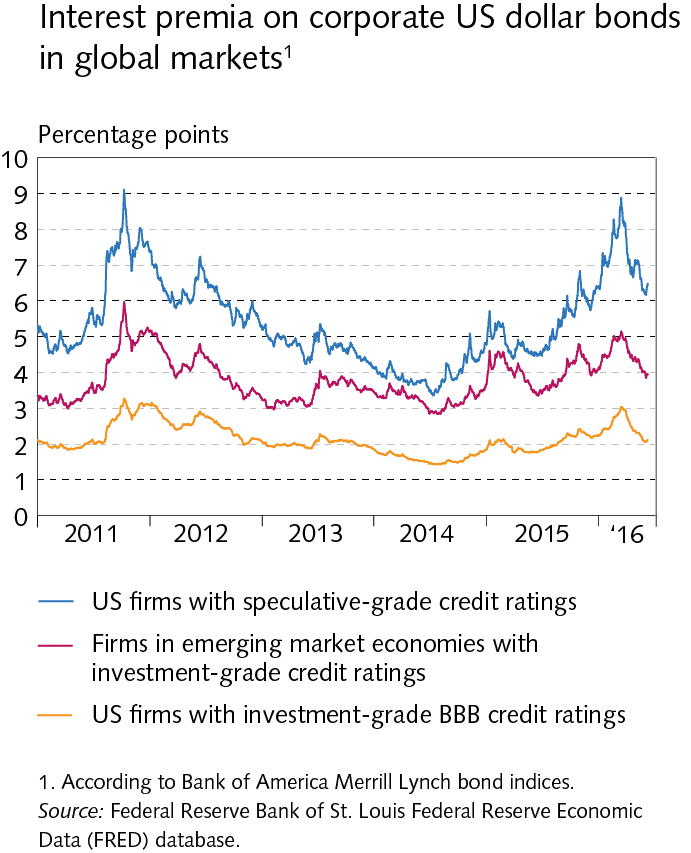 Interest premia on corporate US dollar bonds
in global markets¹
Percentage points
10
9
8
7
6
5
4
3
2
1
0
2011 2012 2013 2014 2015 ‘16
US firms with speculative-grade credit ratings
Firms in emerging market economies with
investment-grade credit ratings
US firms with investment-grade BBB credit ratings
1. According to Bank of America Merrill Lynch bond indices.
Source: Federal Reserve Bank of St. Louis Federal Reserve Economic
Data (FRED) database.